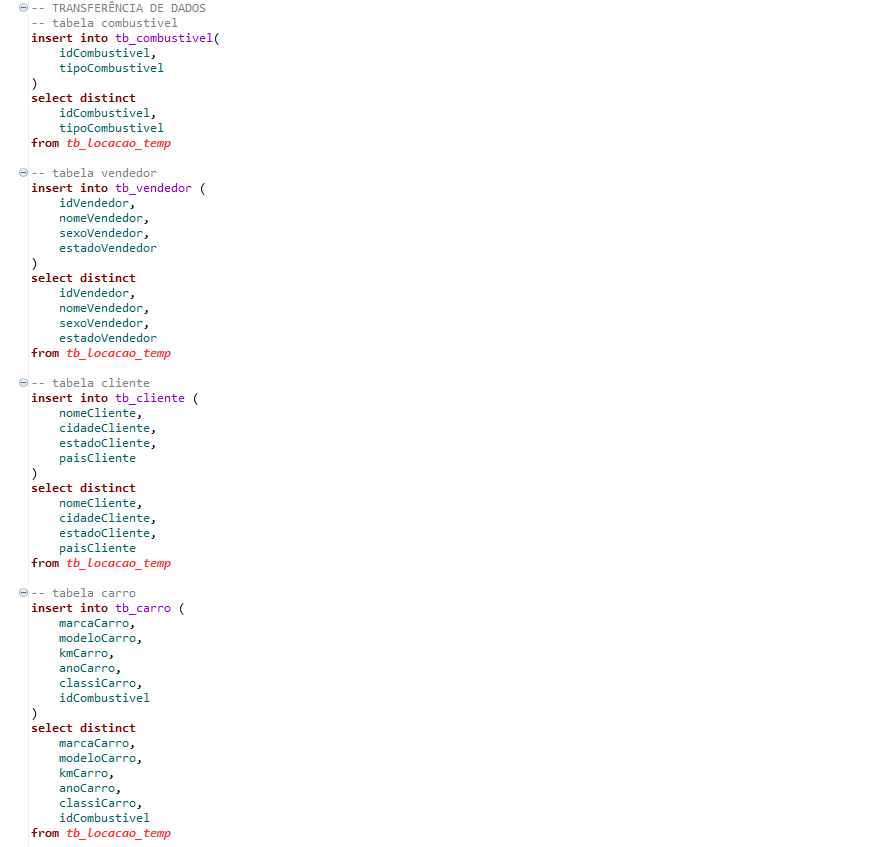 -- TRANSFERÊNCIA DE DADOS
-- tabela combustivel
insert into tb_combustivel(
idCombustivel,
tipoCombustivel
)
select distinct
idCombustivel,
tipoCombustivel
from tb_locacao_temp
-- tabela vendedor
insert into tb_vendedor (
idVendedor,
nomeVendedor,
sexoVendedor,
estadoVendedor
)
select distinct
idVendedor,
nomeVendedor,
sexoVendedor,
estadoVendedor
from tb_locacao_temp
-- tabela cliente
insert into tb_cliente (
nomeCliente,
cidadeCliente,
estadoCliente,
paisCliente
)
select distinct
nomeCliente,
cidadeCliente,
estadoCliente,
paisCliente
from tb_locacao_temp
-- tabela carro
insert into tb_carro (
marcaCarro,
modeloCarro,
kmCarro,
anoCarro,
classiCarro,
idCombustivel
)
select distinct
marcaCarro,
modeloCarro,
kmCarro,
anoCarro,
classiCarro,
idCombustivel
from tb_locacao_temp